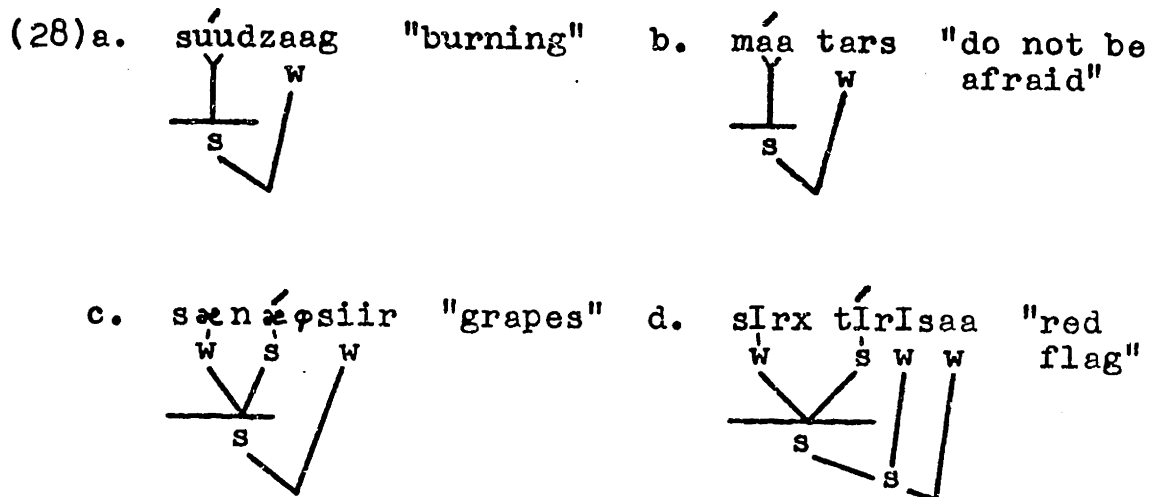 (28)a. súudzaag "burning" b. máa tars "do not be
afraid"
w w
s s
c. sænǽφsiir "grapes" d. sIrx tÍrIsaa "red
flag"
w s w w s w w
s s
s